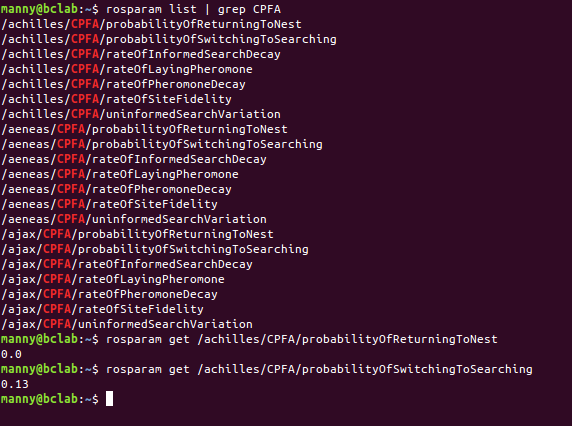 manny@bclab:~$ rosparam list | grep CPFA
/achilles/CPFA/probabilityOfReturningToNest
/achilles/CPFA/probabilityOfSwitchingToSearching
/achilles/CPFA/rateOfInformedSearchDecay
/achilles/CPFA/rateOfLayingPheromone
/achilles/CPFA/rateOfPheromoneDecay
/achilles/CPFA/rateOfSiteFidelity
/achilles/CPFA/uninformedSearchVariation
/aeneas/CPFA/probabilityOfReturningToNest
/aeneas/CPFA/probabilityOfSwitchingToSearching
/aeneas/CPFA/rateOfInformedSearchDecay
/aeneas/CPFA/rateOfLayingPheromone
/aeneas/CPFA/rateOfPheromoneDecay
/aeneas/CPFA/rateOfSiteFidelity
/aeneas/CPFA/uninformedSearchVariation
/ajax/CPFA/probabilityOfReturningToNest
/ajax/CPFA/probabilityOfSwitchingToSearching
/ajax/CPFA/rateOfInformedSearchDecay
/ajax/CPFA/rateOfLayingPheromone
/ajax/CPFA/rateOfPheromoneDecay
/ajax/CPFA/rateOfSiteFidelity
/ajax/CPFA/uninformedSearchVariation
manny@bclab:~$ rosparam get /achilles/CPFA/probabilityOfReturningToNest
0.0
manny@bclab:~$ rosparam get /achilles/CPFA/probabilityOfSwitchingToSearching
0.13
manny@bclab:~$